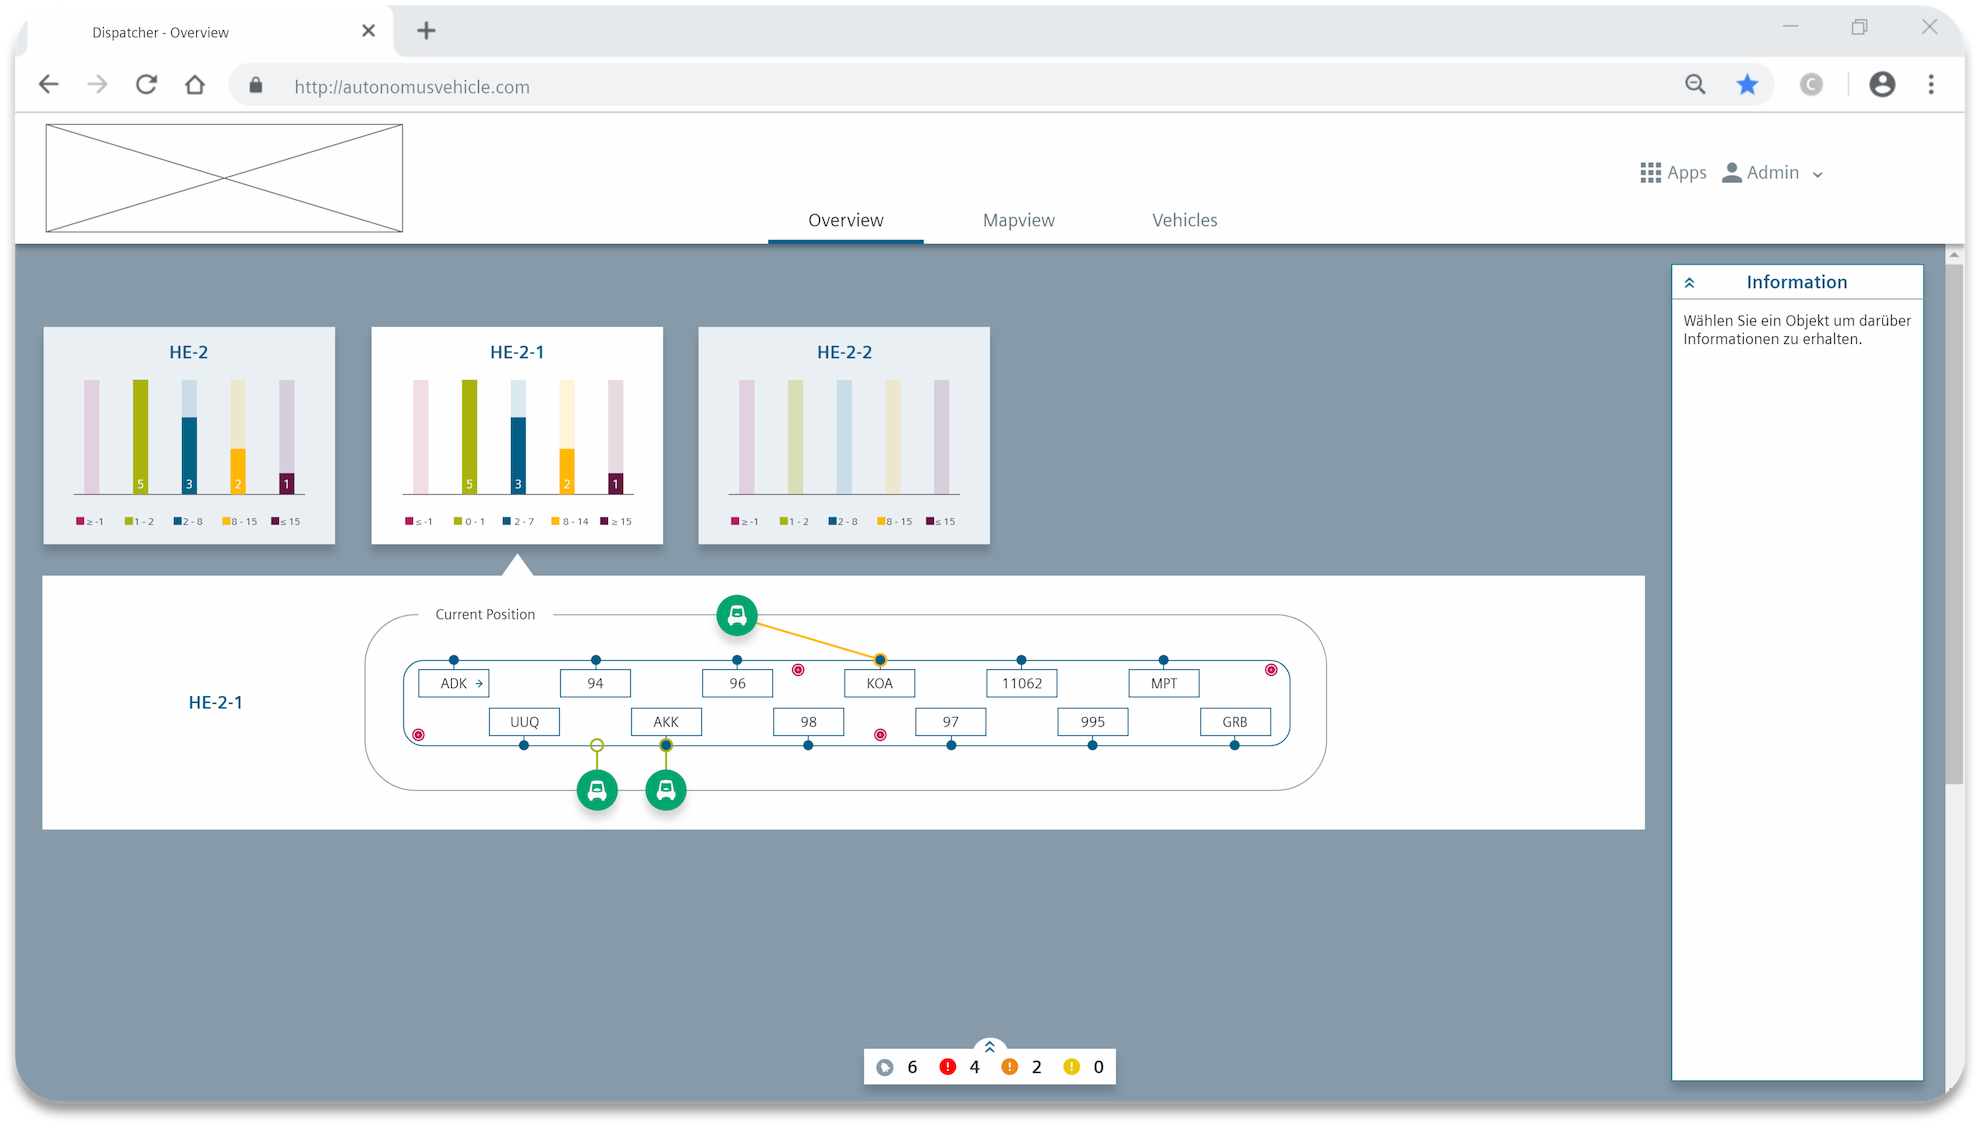 Dispatcher - Overview
http://autonomusvehicle.com
C
Apps Admin
Overview Mapview Vehicles
Information
Wählen Sie ein Objekt um darüber
Informationen zu erhalten.
HE-2
5 3 2 1
≥ -1 1 - 2 2 - 8 8 - 15 ≤ 15
HE-2-1
5 3 2 1
≤ -1 0 - 1 2 - 7 8 - 14 ≥ 15
HE-2-2
≥ -1 1 - 2 2 - 8 8 - 15 ≤ 15
Current Position
HE-2-1
ADK → 94 96 KOA 11062 MPT
UUQ AKK 98 97 995 GRB
6 ! 4 ! 2 ! 0